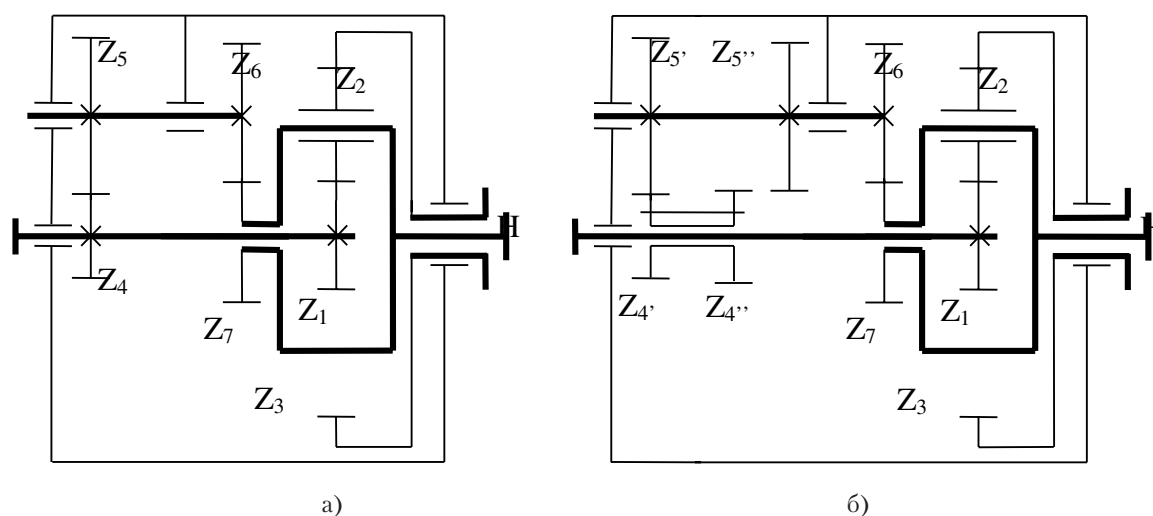 Z5 Z6 Z2 Z5’ Z5’’ Z6 Z2
H
Z4 Z7 Z1 Z3 Z4’ Z4’’ Z7 Z1 Z3
а) б)